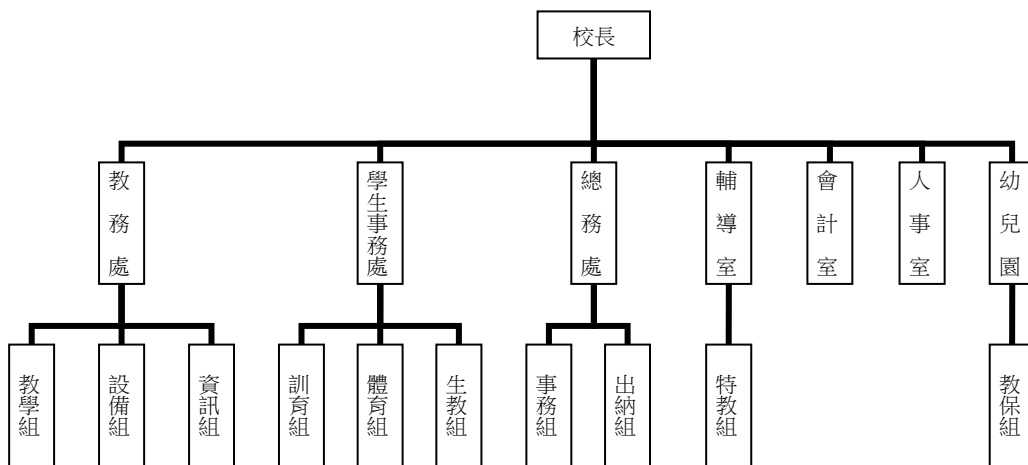 校長
教務處
學生事務處
總務處
輔導室
會計室
人事室
幼兒園
教學組
設備組
資訊組
訓育組
體育組
生教組
事務組
出納組
特教組
教保組